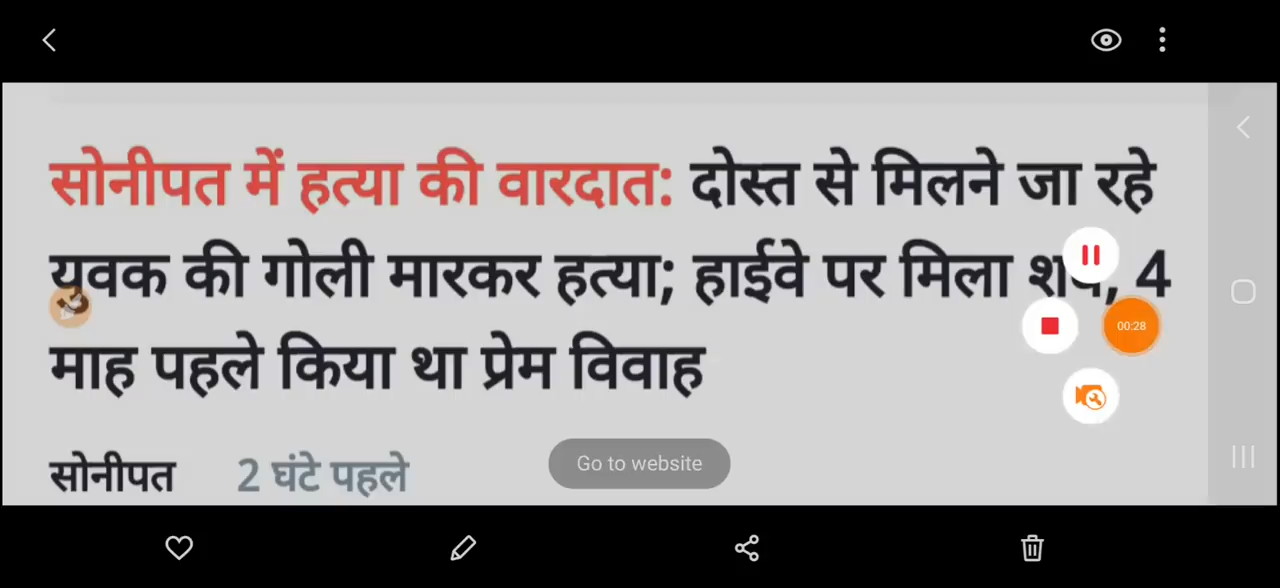 सोनीपत में हत्या की वारदात: दोस्त से मिलने जा रहे
युवक की गोली मारकर हत्या; हाईवे पर मिला 4
माह पहले किया था प्रेम विवाह
सोनीपत 2 घंटे पहले
Go to website
00:28